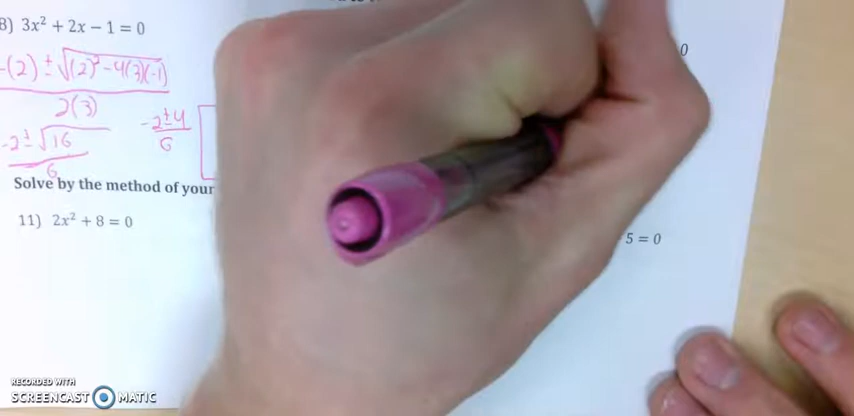 8) 3x² + 2x − 1 = 0
-(2) ± √(2)² - 4(3)(-1)
2(3)
-2 ± √16
6
-2 ± 4
6
Solve by the method of your
11) 2x² + 8 = 0
0
5 = 0
RECORDED WITH
SCREENCAST MATIC